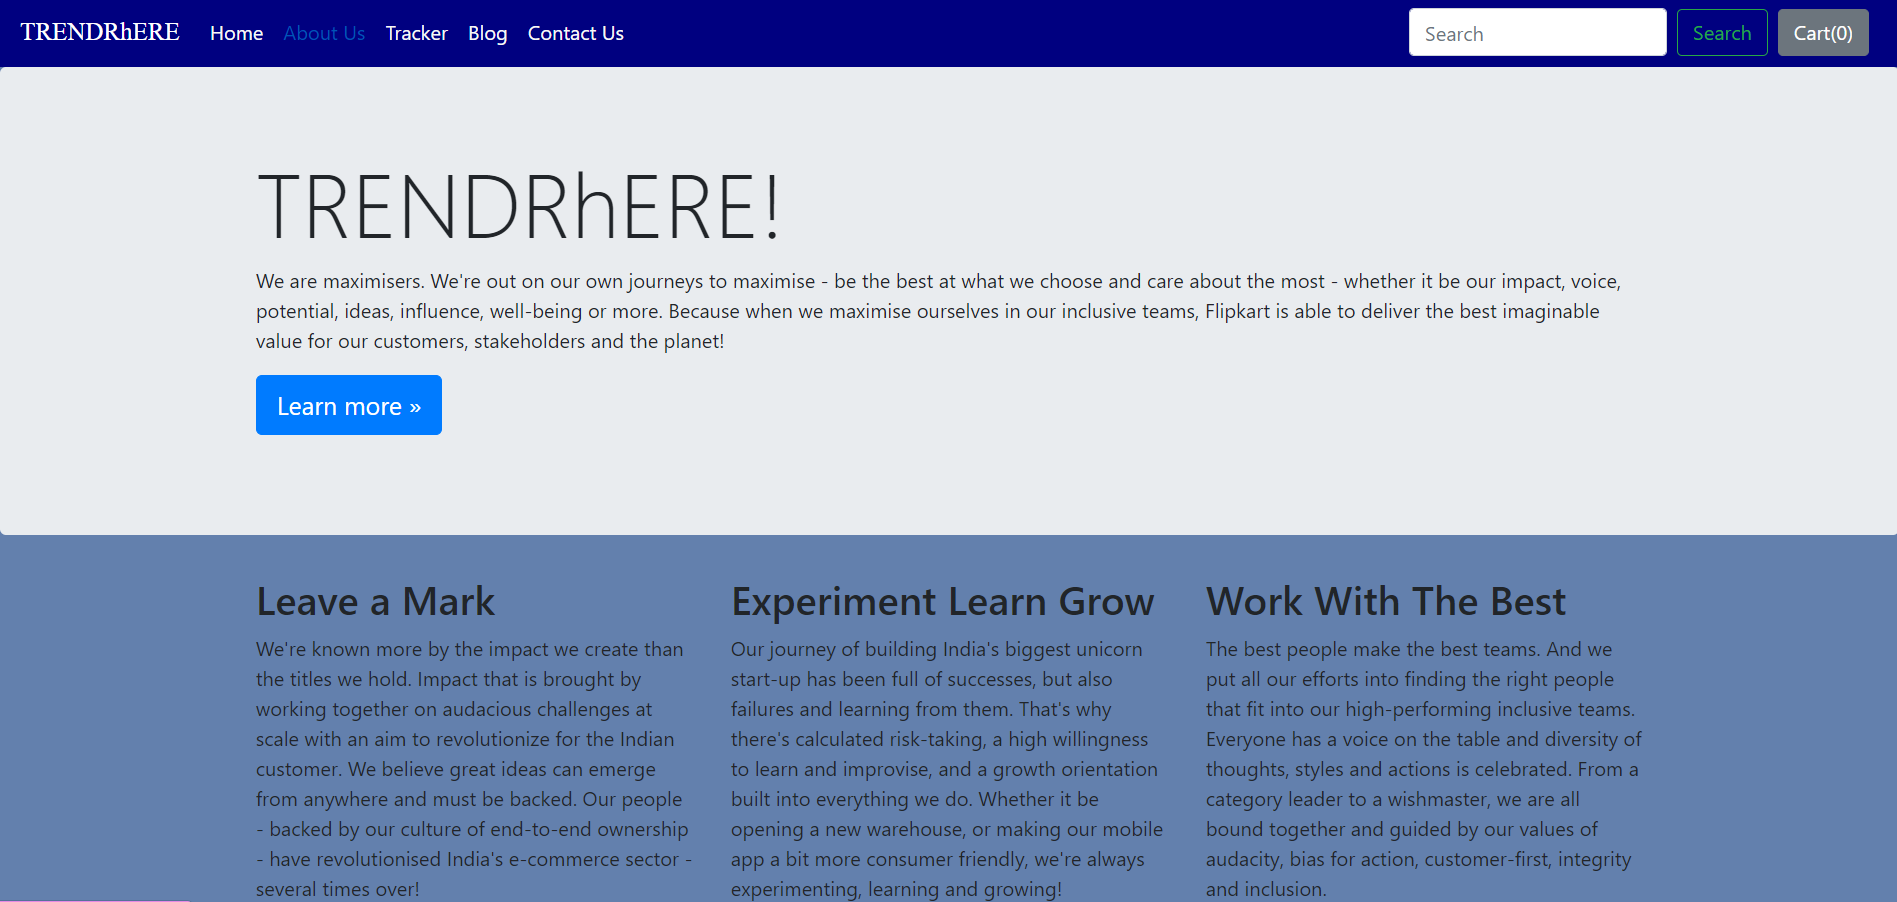 TRENDRhERE Home About Us Tracker Blog Contact Us Search Search Cart(0)
TRENDRhERE!
We are maximisers. We're out on our own journeys to maximise - be the best at what we choose and care about the most - whether it be our impact, voice,
potential, ideas, influence, well-being or more. Because when we maximise ourselves in our inclusive teams, Flipkart is able to deliver the best imaginable
value for our customers, stakeholders and the planet!
Learn more »
Leave a Mark
We're known more by the impact we create than
the titles we hold. Impact that is brought by
working together on audacious challenges at
scale with an aim to revolutionize for the Indian
customer. We believe great ideas can emerge
from anywhere and must be backed. Our people
- backed by our culture of end-to-end ownership
- have revolutionised India's e-commerce sector -
several times over!
Experiment Learn Grow
Our journey of building India's biggest unicorn
start-up has been full of successes, but also
failures and learning from them. That's why
there's calculated risk-taking, a high willingness
to learn and improvise, and a growth orientation
built into everything we do. Whether it be
opening a new warehouse, or making our mobile
app a bit more consumer friendly, we're always
experimenting, learning and growing!
Work With The Best
The best people make the best teams. And we
put all our efforts into finding the right people
that fit into our high-performing inclusive teams.
Everyone has a voice on the table and diversity of
thoughts, styles and actions is celebrated. From a
category leader to a wishmaster, we are all
bound together and guided by our values of
audacity, bias for action, customer-first, integrity
and inclusion.